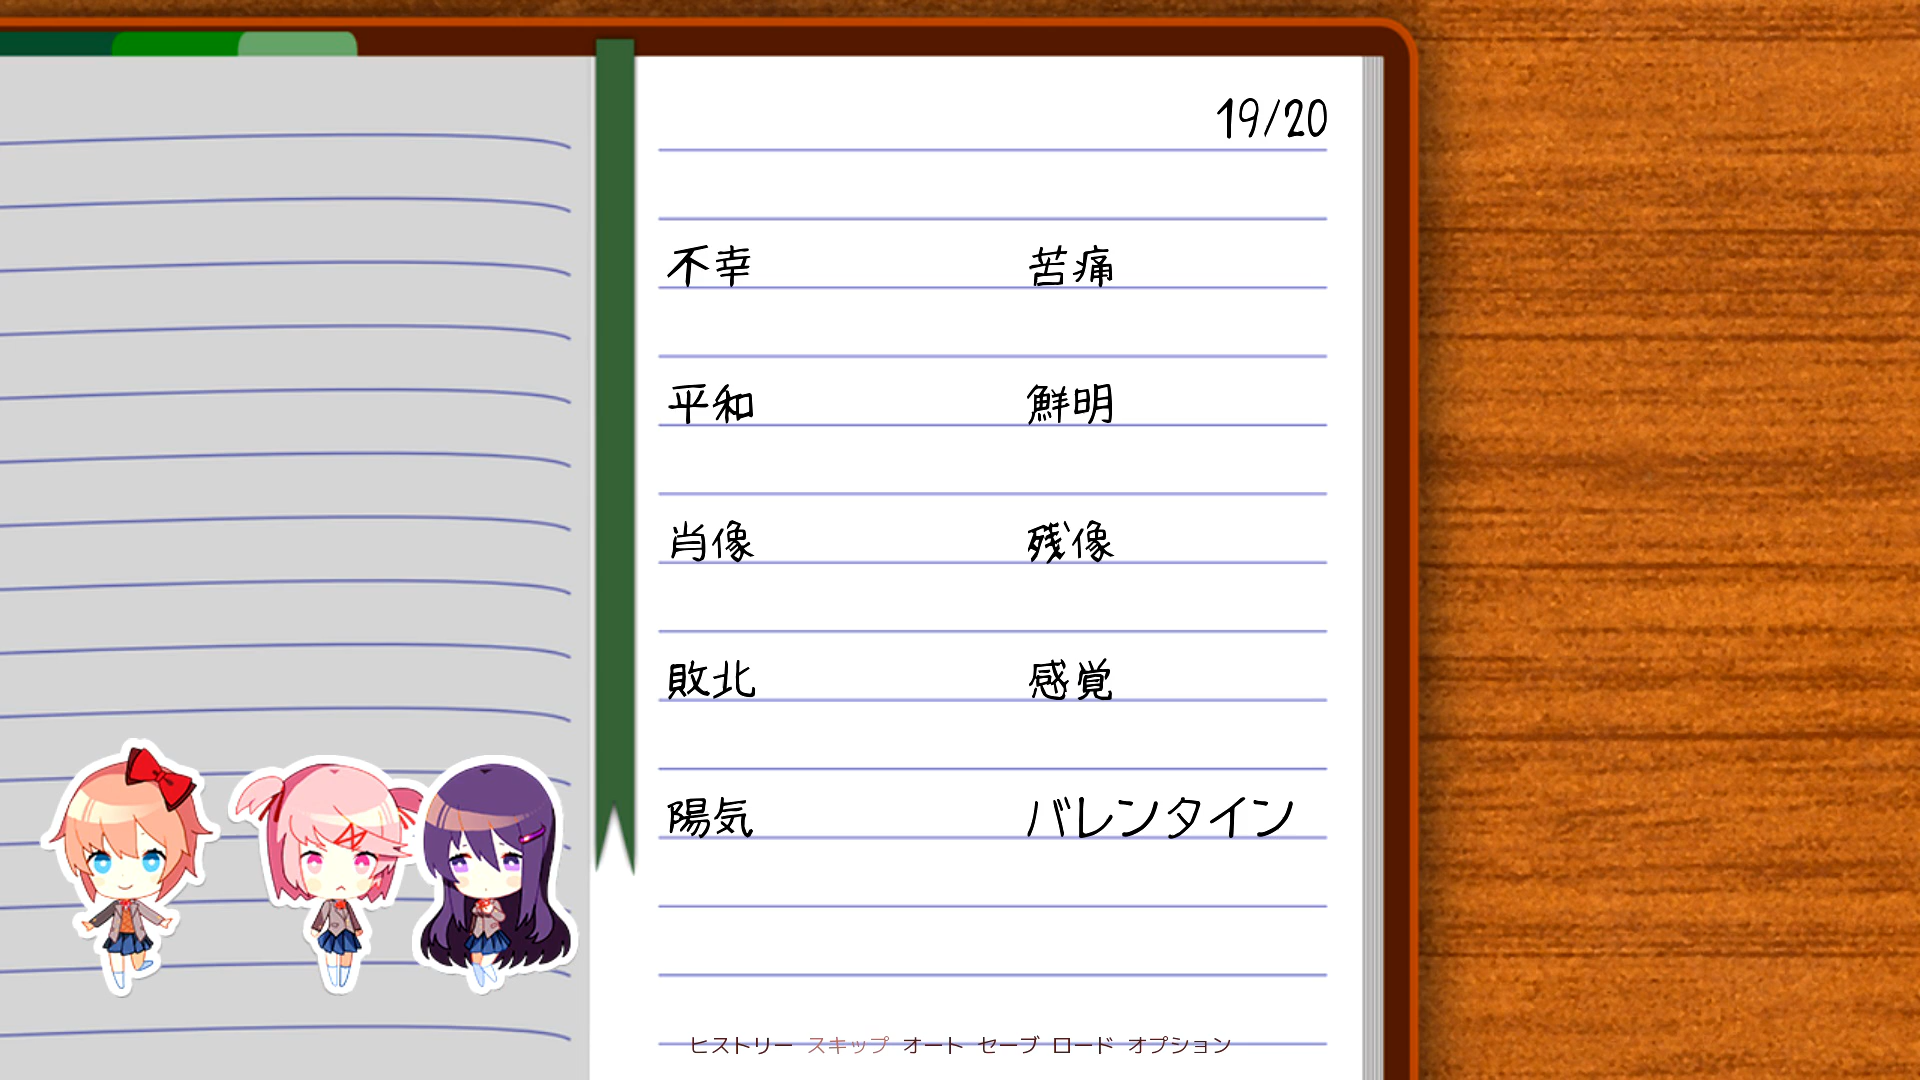 19/20
不幸 苦痛
平和 鮮明
肖像 残像
敗北 感覚
陽気 バレンタイン
ヒストリー スキップ オート セーブ ロード オプション